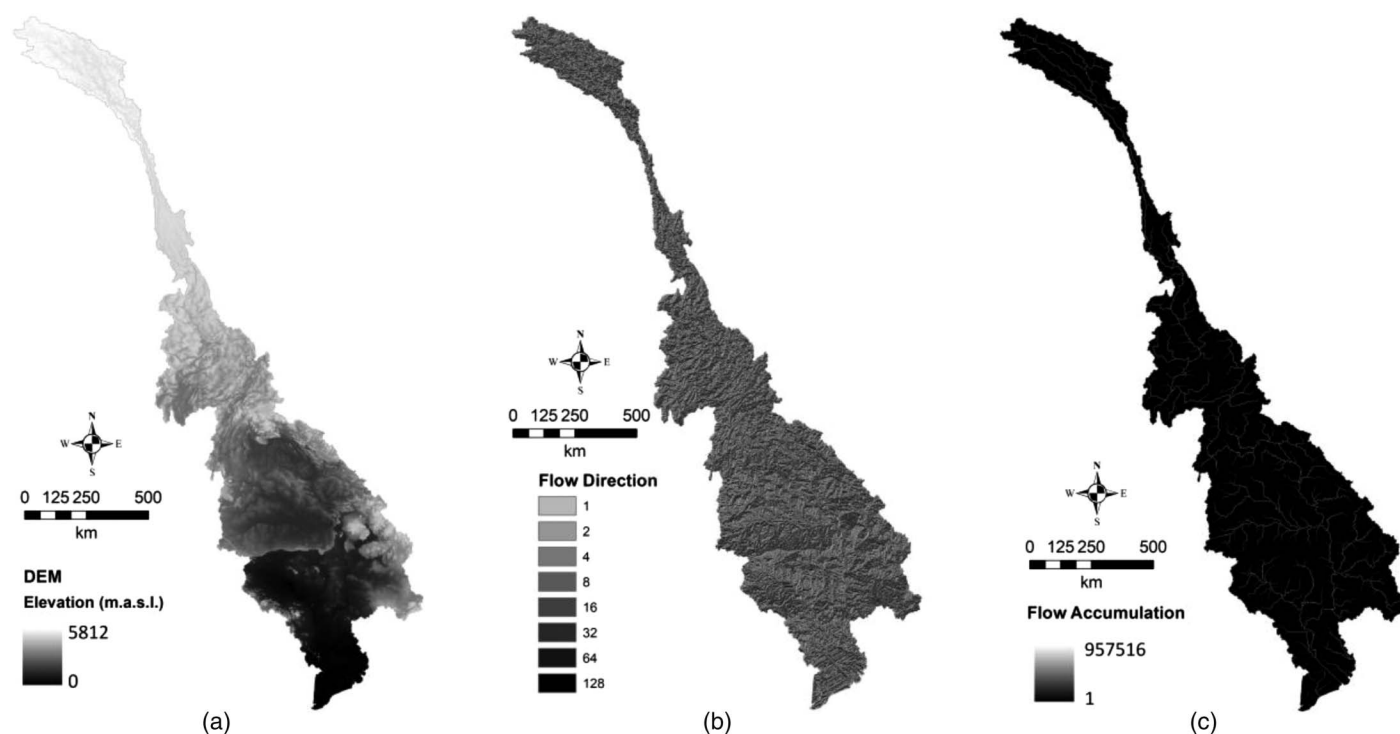 N
W E
S
0 125 250 500
km
DEM
Elevation (m.a.s.l.)
5812
0
(a)
N
W E
S
0 125 250 500
km
Flow Direction
1
2
4
8
16
32
64
128
(b)
N
W E
S
0 125 250 500
km
Flow Accumulation
957516
1
(c)